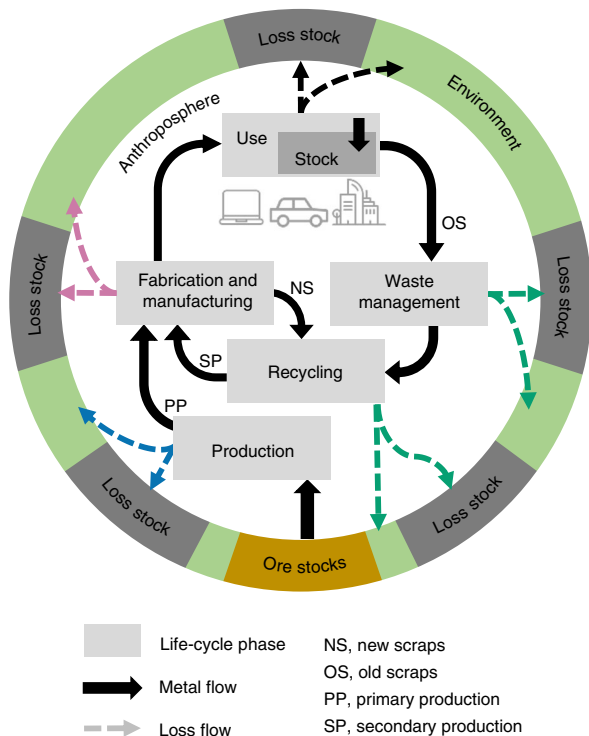 Loss stock
Environment
Anthroposphere
Use
Stock
OS
Fabrication and
manufacturing
NS
Waste
management
Loss stock
Loss stock
SP
Recycling
PP
Production
Loss stock
Loss stock
Ore stocks
Life-cycle phase
Metal flow
Loss flow
NS, new scraps
OS, old scraps
PP, primary production
SP, secondary production